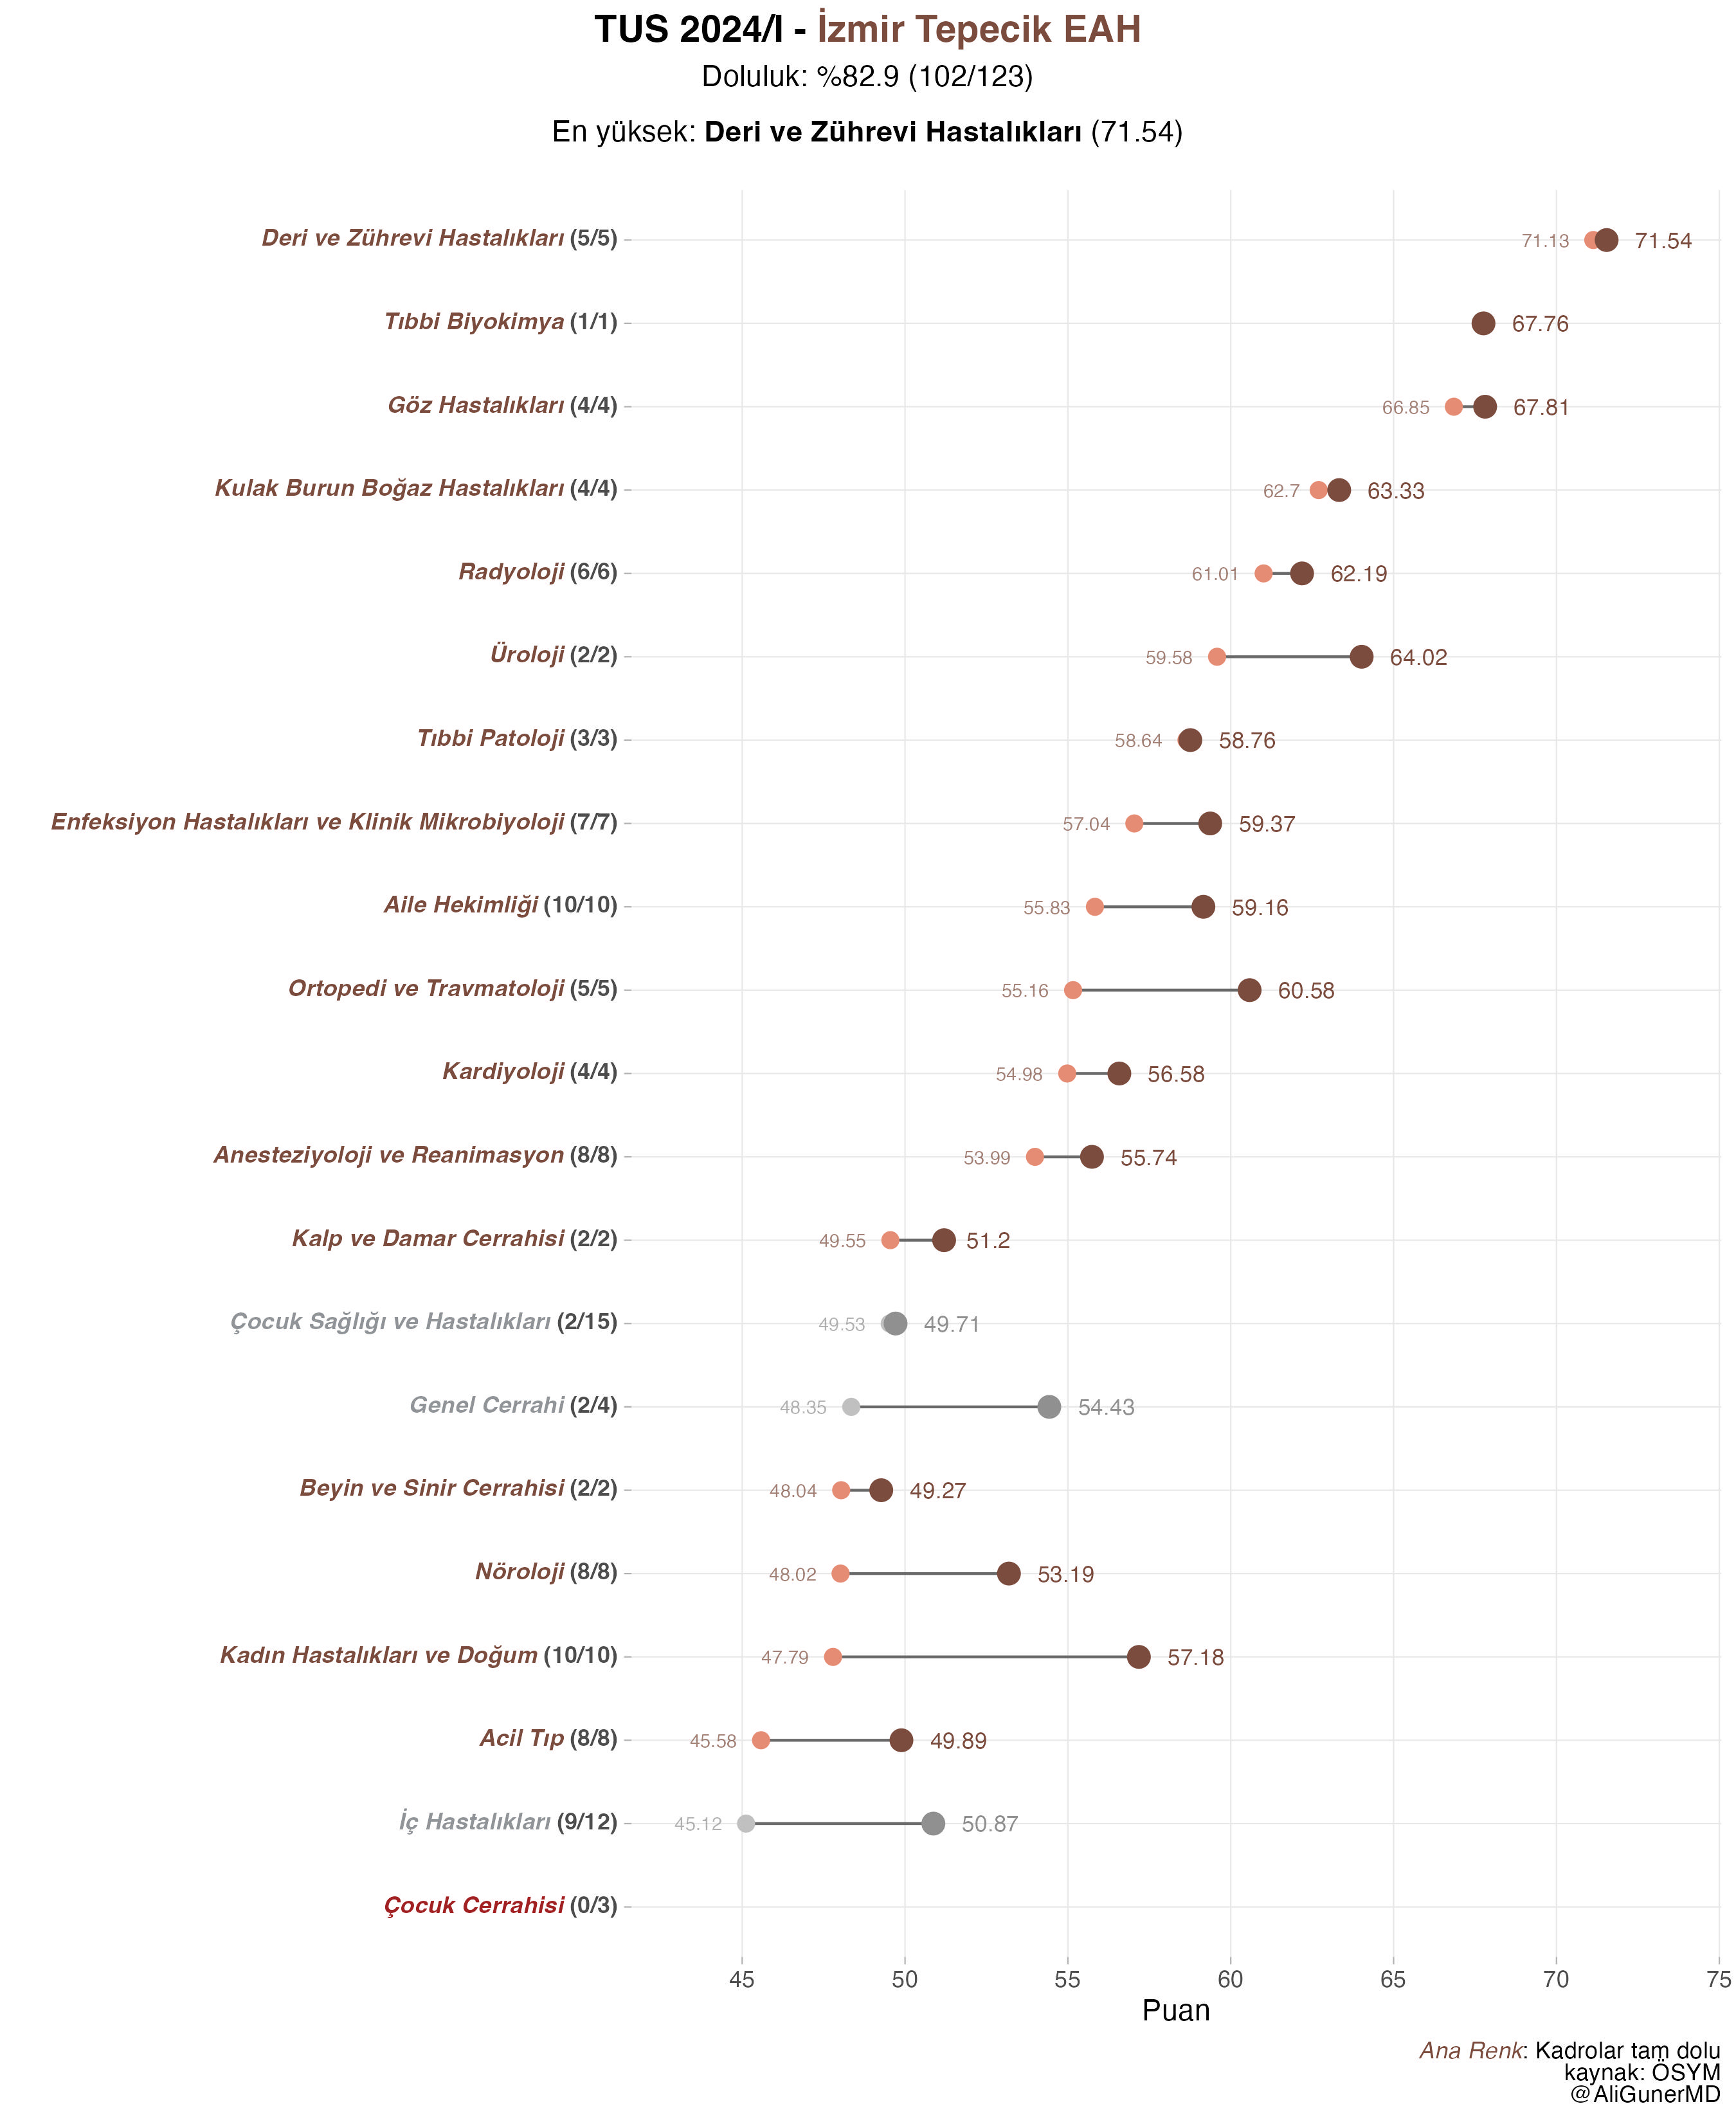 TUS 2024/I - İzmir Tepecik EAH
Doluluk: %82.9 (102/123)
En yüksek: Deri ve Zührevi Hastalıkları (71.54)
Deri ve Zührevi Hastalıkları (5/5) 71.13 71.54
Tıbbi Biyokimya (1/1) 67.76
Göz Hastalıkları (4/4) 66.85 67.81
Kulak Burun Boğaz Hastalıkları (4/4) 62.7 63.33
Radyoloji (6/6) 61.01 62.19
Üroloji (2/2) 59.58 64.02
Tıbbi Patoloji (3/3) 58.64 58.76
Enfeksiyon Hastalıkları ve Klinik Mikrobiyoloji (7/7) 57.04 59.37
Aile Hekimliği (10/10) 55.83 59.16
Ortopedi ve Travmatoloji (5/5) 55.16 60.58
Kardiyoloji (4/4) 54.98 56.58
Anesteziyoloji ve Reanimasyon (8/8) 53.99 55.74
Kalp ve Damar Cerrahisi (2/2) 49.55 51.2
Çocuk Sağlığı ve Hastalıkları (2/15) 49.53 49.71
Genel Cerrahi (2/4) 48.35 54.43
Beyin ve Sinir Cerrahisi (2/2) 48.04 49.27
Nöroloji (8/8) 48.02 53.19
Kadın Hastalıkları ve Doğum (10/10) 47.79 57.18
Acil Tıp (8/8) 45.58 49.89
İç Hastalıkları (9/12) 45.12 50.87
Çocuk Cerrahisi (0/3)
45 50 55 60 65 70 75
Puan
Ana Renk: Kadrolar tam dolu
kaynak: ÖSYM
@AliGunerMD